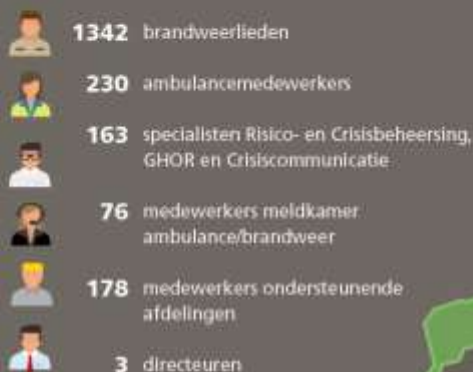 1342 brandweerlieden
230 ambulancemedewerkers
163 specialisten Risico- en Crisisbeheersing,
GHOR en Crisiscommunicatie
76 medewerkers meldkamer
ambulance/brandweer
178 medewerkers ondersteunende
afdelingen
3 directeuren